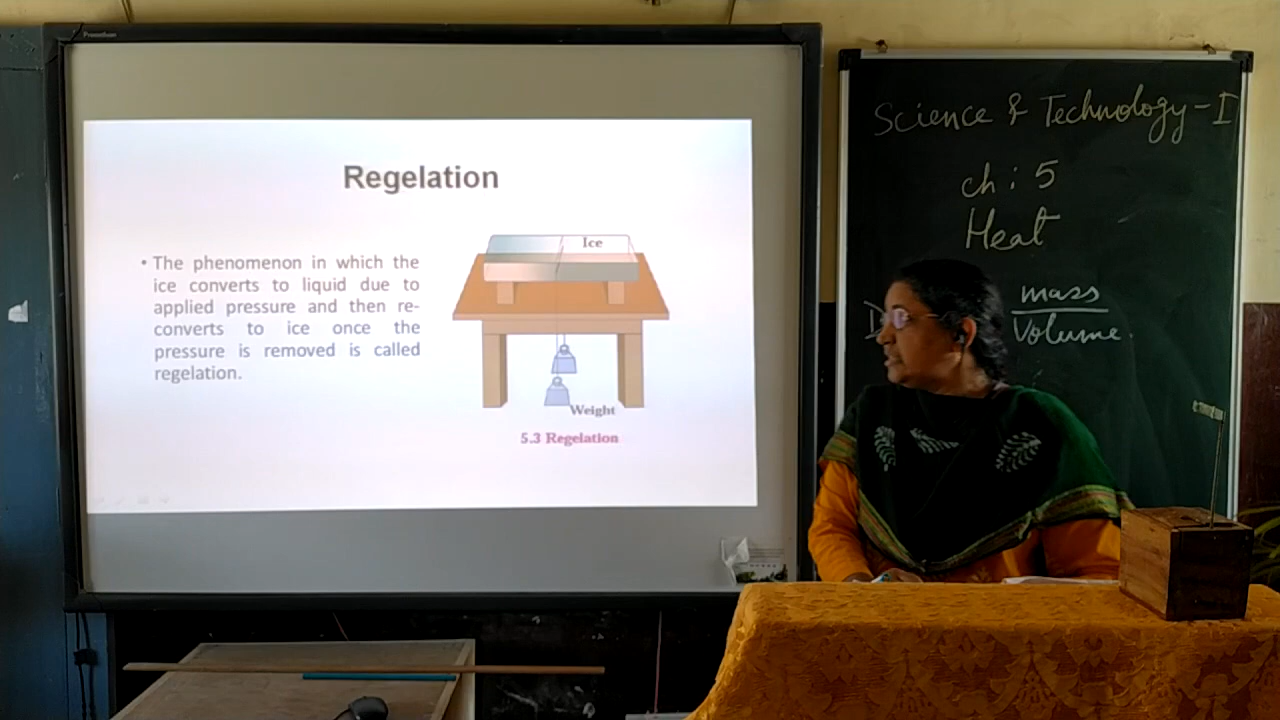 Promethean
Regelation
• The phenomenon in which the
ice converts to liquid due to
applied pressure and then re-
converts to ice once the
pressure is removed is called
regelation.
Ice
Weight
5.3 Regelation
Science & Technology - I
ch : 5
Heat
mass
Volume.